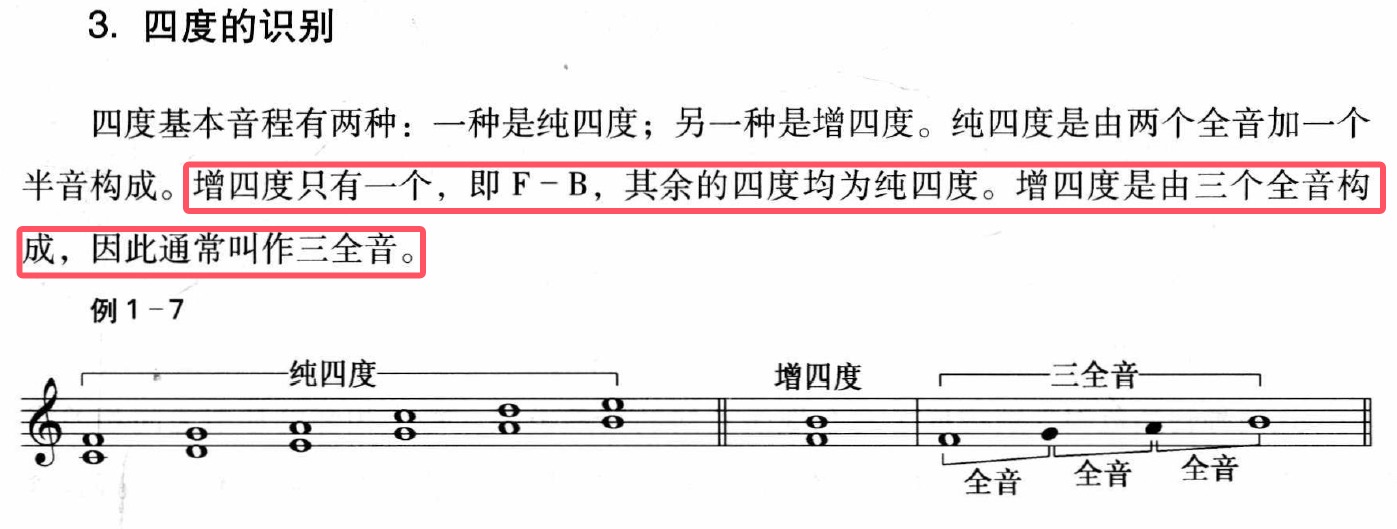 3. 四度的识别
四度基本音程有两种：一种是纯四度；另一种是增四度。纯四度是由两个全音加一个
半音构成。增四度只有一个，即 F－B，其余的四度均为纯四度。增四度是由三个全音构
成，因此通常叫作三全音。
例 1－7
纯四度 增四度 三全音
全音 全音 全音